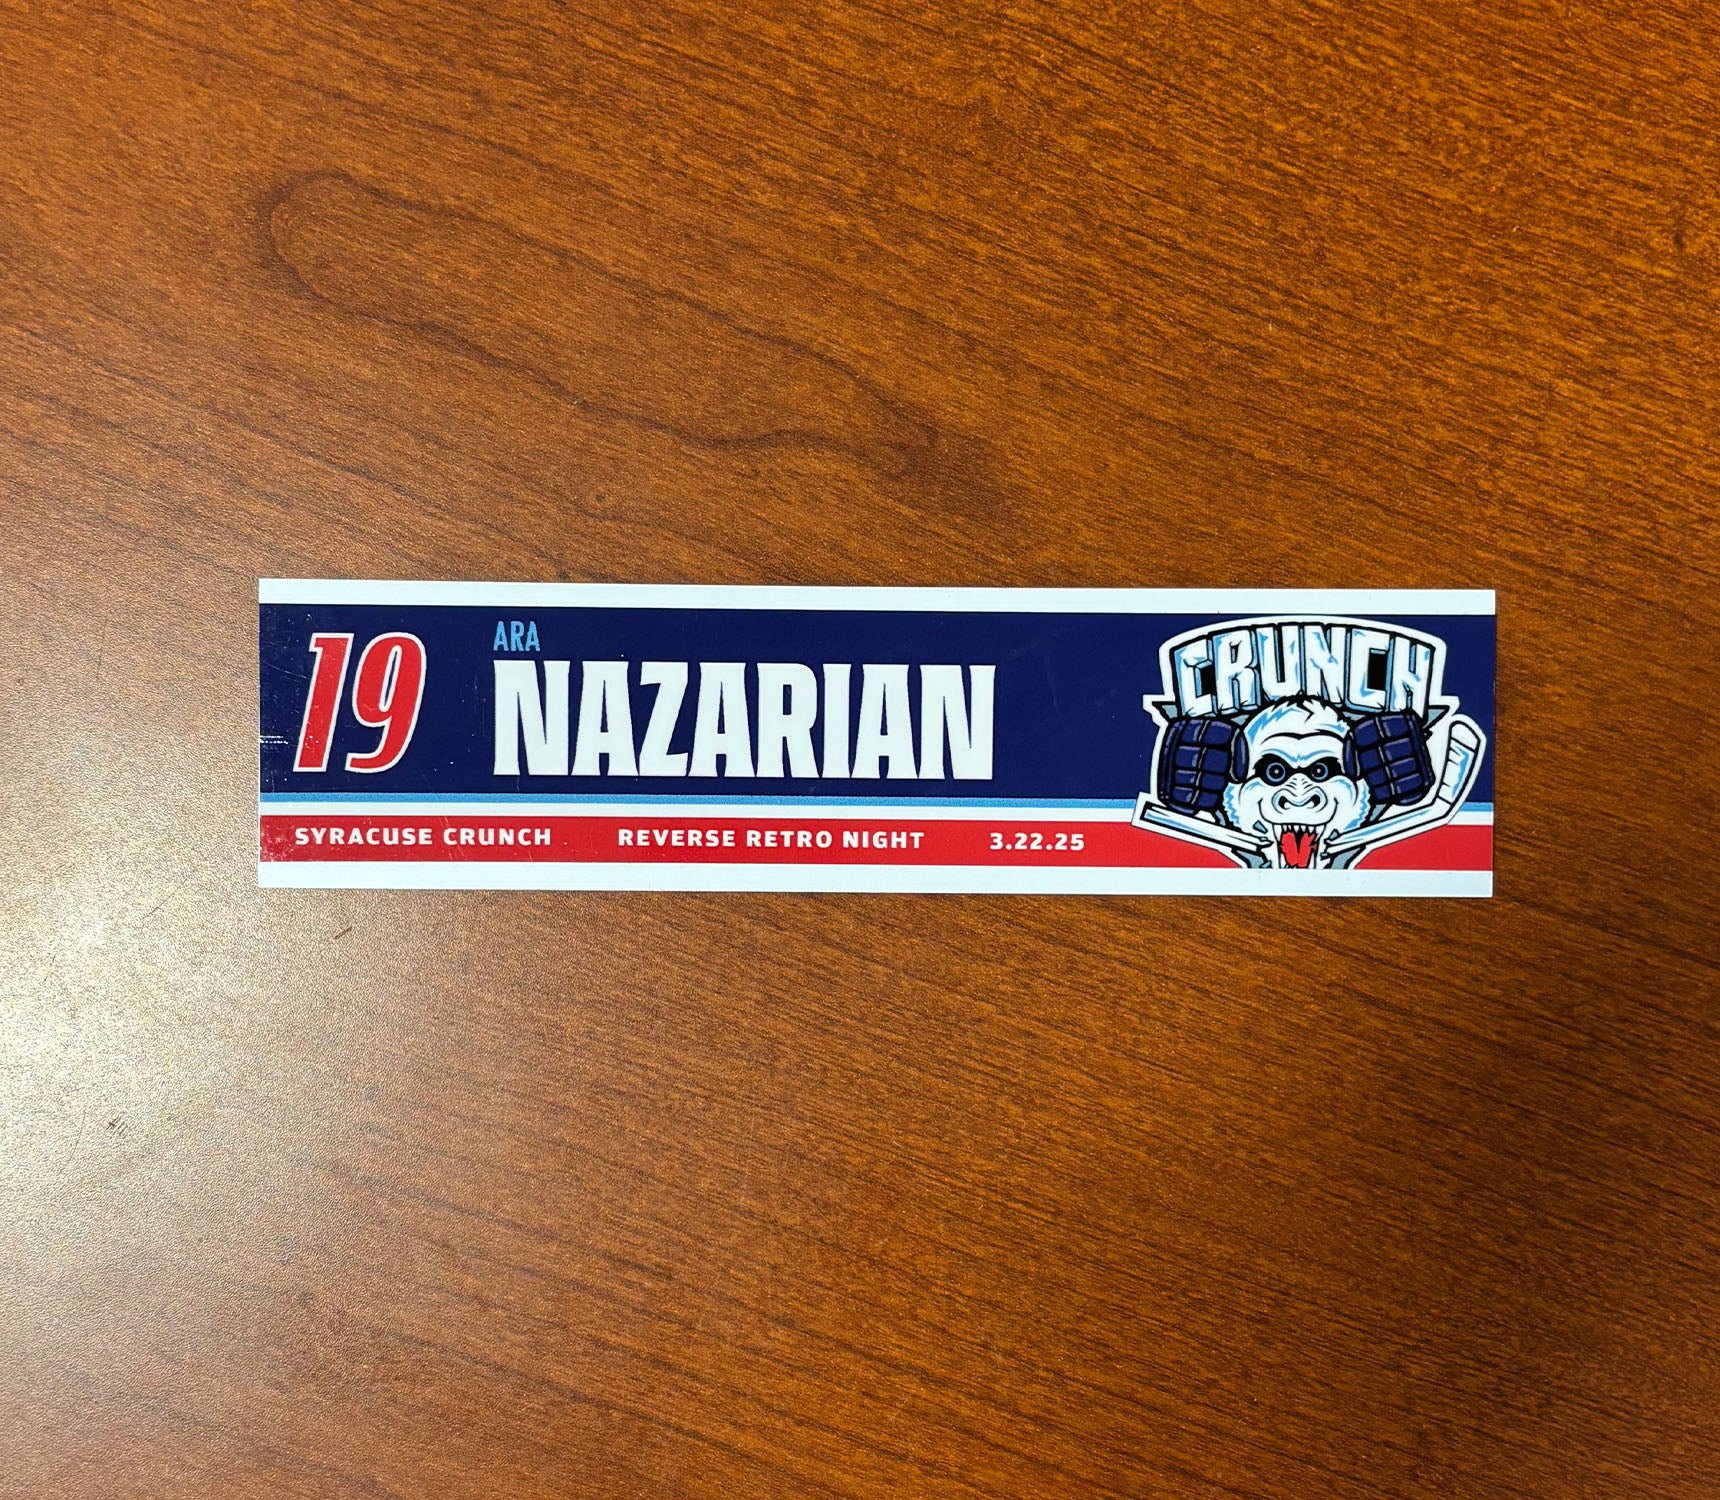 19
ARA
NAZARIAN
CRUNCH
SYRACUSE CRUNCH REVERSE RETRO NIGHT 3.22.25